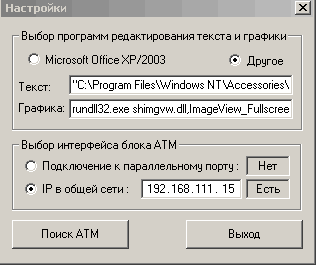 Настройки
Выбор программ редактирования текста и графики
Microsoft Office XP/2003
Другое
Текст: "C:\Program Files\Windows NT\Accessories\
Графика: rundll32.exe shimgvw.dll,ImageView_Fullscree
Выбор интерфейса блока АТМ
Подключение к параллельному порту : Нет
IP в общей сети : 192.168.111. 15 Есть
Поиск АТМ
Выход